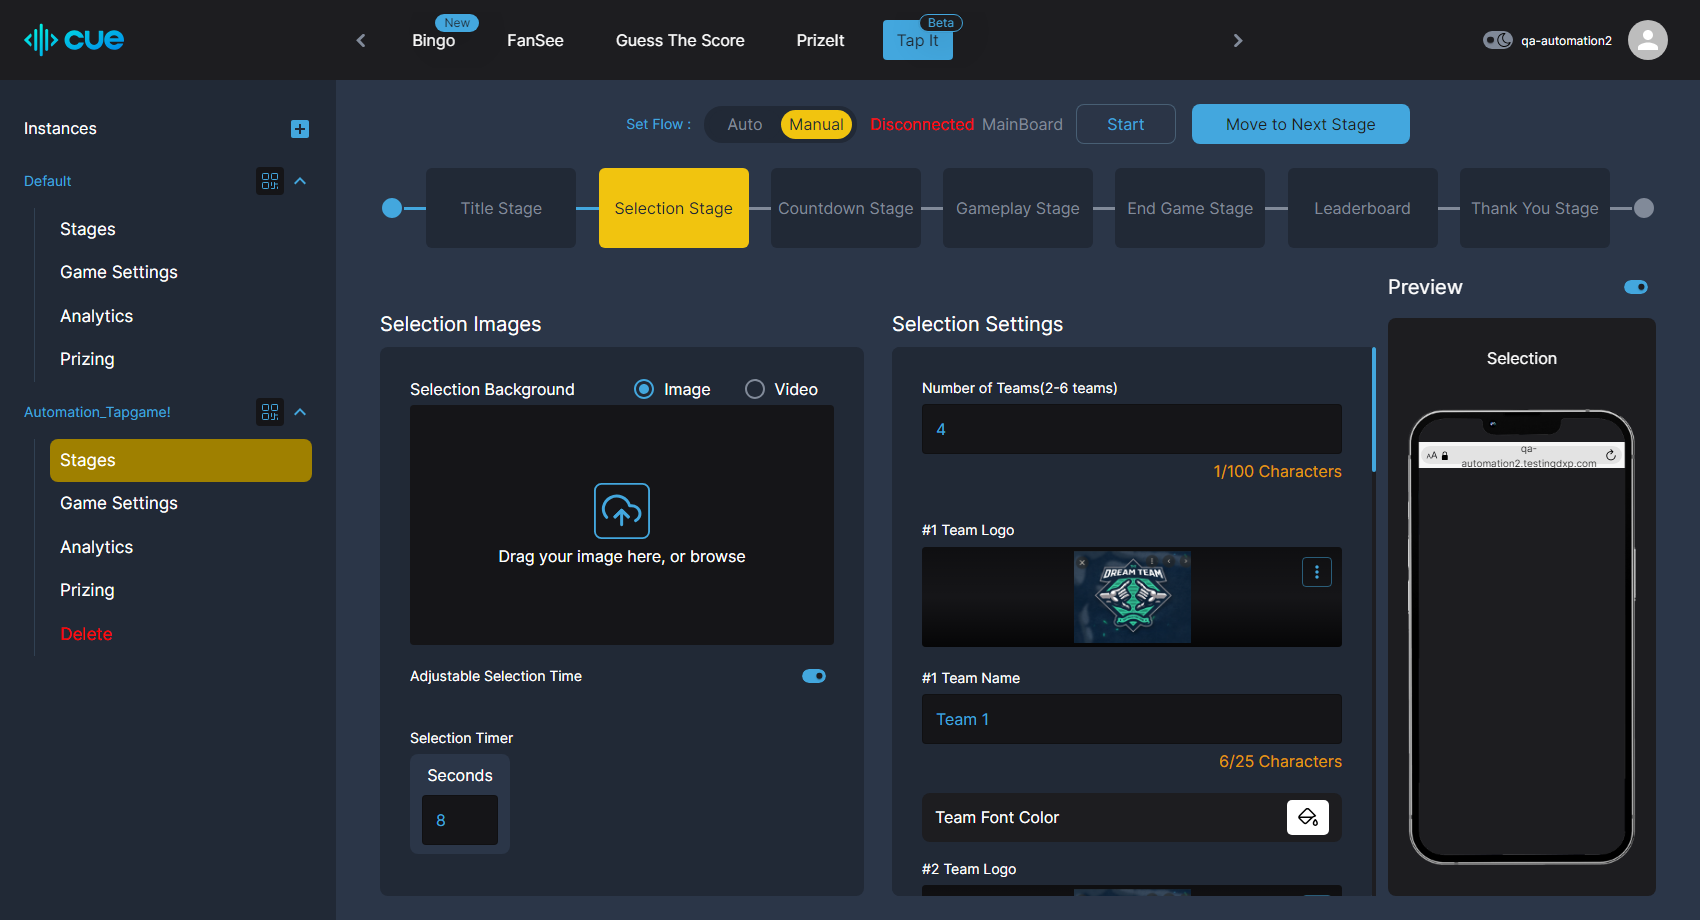 cue
New
Bingo
FanSee
Guess The Score
PrizeIt
Beta
Tap It
qa-automation2
Instances
Default
Stages
Game Settings
Analytics
Prizing
Automation_Tapgame!
Stages
Game Settings
Analytics
Prizing
Delete
Set Flow :
Auto
Manual
Disconnected MainBoard
Start
Move to Next Stage
Title Stage
Selection Stage
Countdown Stage
Gameplay Stage
End Game Stage
Leaderboard
Thank You Stage
Selection Images
Selection Background
Image
Video
Drag your image here, or browse
Adjustable Selection Time
Selection Timer
Seconds
8
Selection Settings
Number of Teams(2-6 teams)
4
1/100 Characters
#1 Team Logo
DREAM TEAM
#1 Team Name
Team 1
6/25 Characters
Team Font Color
#2 Team Logo
Preview
Selection
AA
qa-
automation2.testingdxp.com